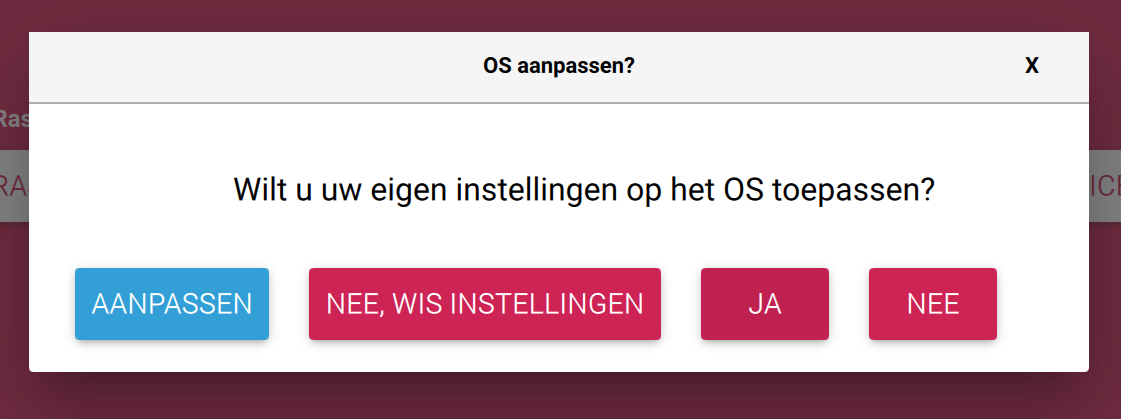 OS aanpassen?
X
Ras
RA
ICE
Wilt u uw eigen instellingen op het OS toepassen?
AANPASSEN
NEE, WIS INSTELLINGEN
JA
NEE